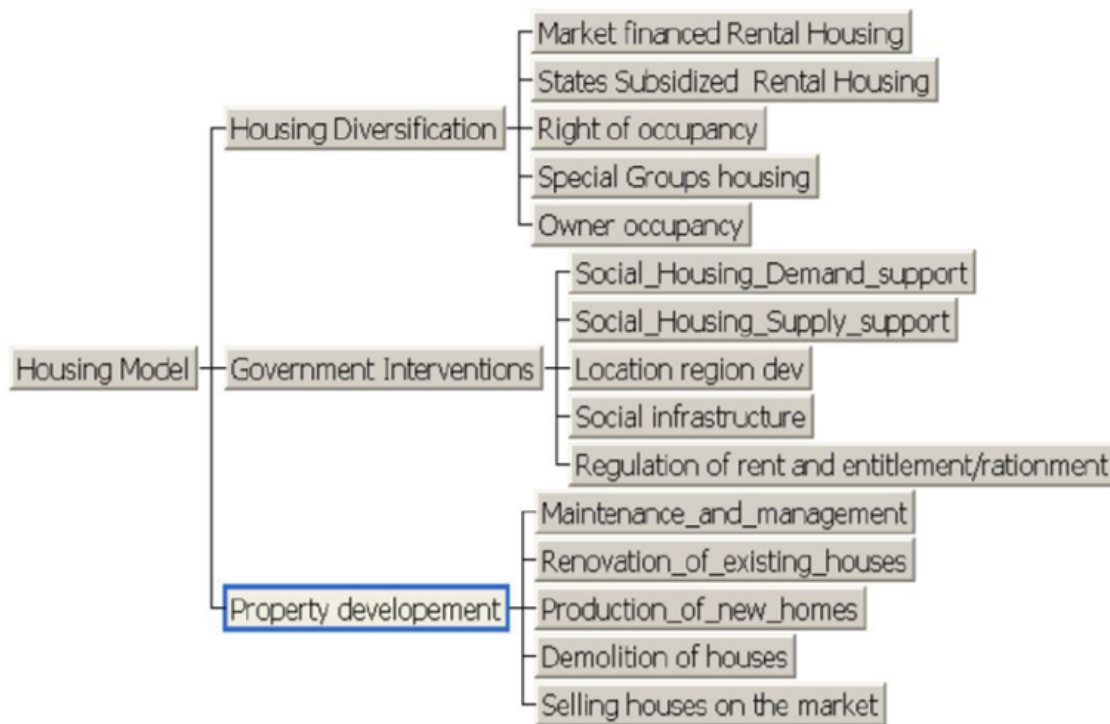 Market financed Rental Housing
States Subsidized Rental Housing
Housing Diversification
Right of occupancy
Special Groups housing
Owner occupancy
Social_Housing_Demand_support
Social_Housing_Supply_support
Housing Model
Government Interventions
Location region dev
Social infrastructure
Regulation of rent and entitlement/rationment
Maintenance_and_management
Renovation_of_existing_houses
Property developement
Production_of_new_homes
Demolition of houses
Selling houses on the market